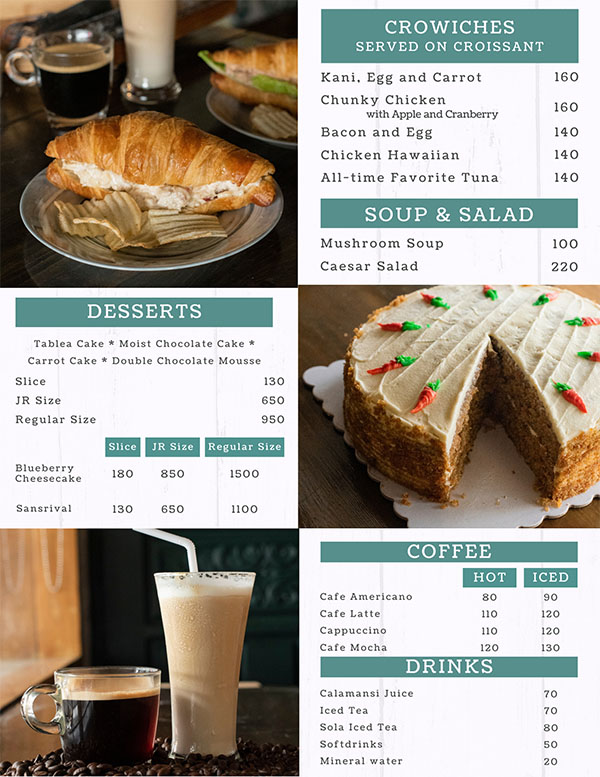 CROWICHES
SERVED ON CROISSANT
Kani, Egg and Carrot 160
Chunky Chicken 160
with Apple and Cranberry
Bacon and Egg 140
Chicken Hawaiian 140
All-time Favorite Tuna 140
SOUP & SALAD
Mushroom Soup 100
Caesar Salad 220
DESSERTS
Tablea Cake * Moist Chocolate Cake *
Carrot Cake * Double Chocolate Mousse
Slice 130
JR Size 650
Regular Size 950
Slice JR Size Regular Size
Blueberry
Cheesecake 180 850 1500
Sansrival 130 650 1100
COFFEE
HOT ICED
Cafe Americano 80 90
Cafe Latte 110 120
Cappuccino 110 120
Cafe Mocha 120 130
DRINKS
Calamansi Juice 70
Iced Tea 70
Sola Iced Tea 80
Softdrinks 50
Mineral water 20